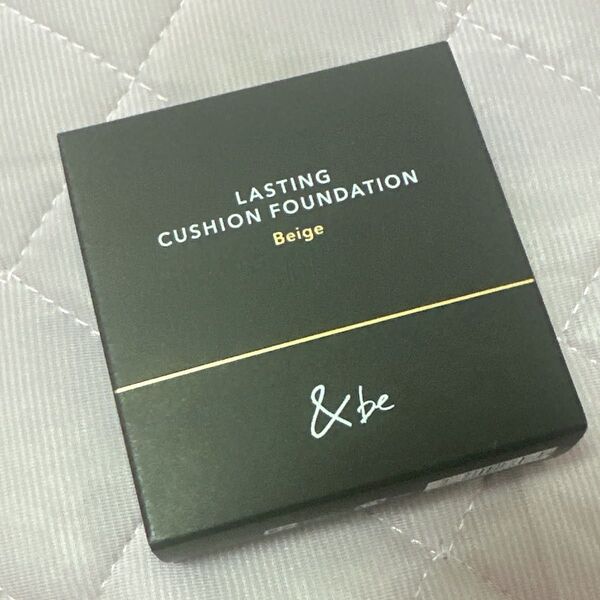 LASTING
CUSHION FOUNDATION
Beige
&be